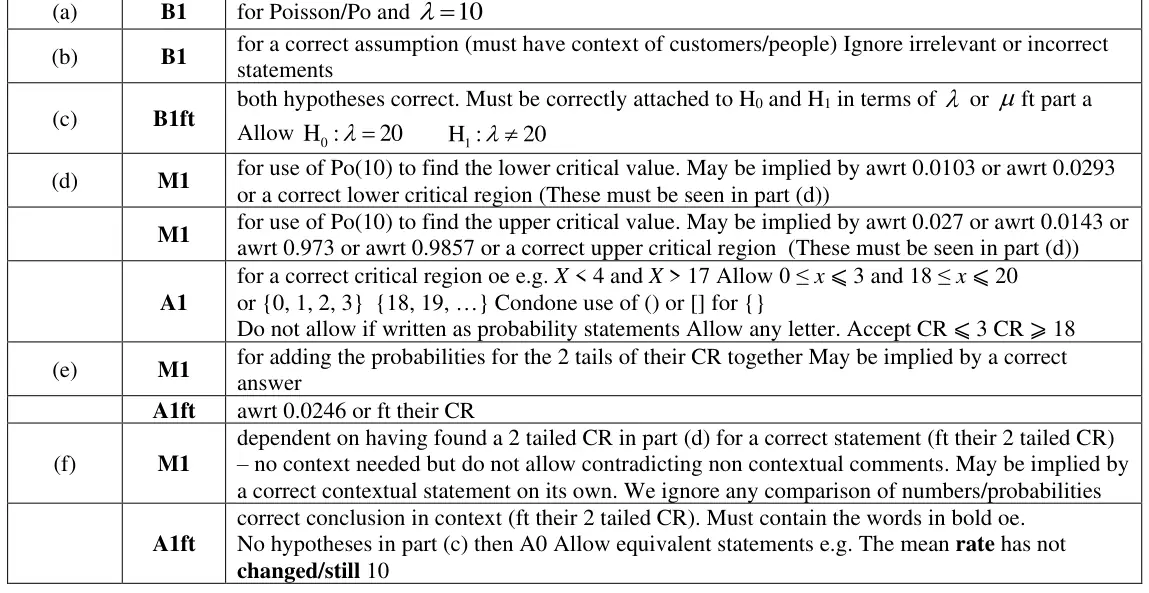 (a) B1 for Poisson/Po and λ = 10
(b) B1 for a correct assumption (must have context of customers/people) Ignore irrelevant or incorrect
statements
(c) B1ft both hypotheses correct. Must be correctly attached to H₀ and H₁ in terms of λ or μ ft part a
Allow H₀ : λ = 20 H₁ : λ ≠ 20
(d) M1 for use of Po(10) to find the lower critical value. May be implied by awrt 0.0103 or awrt 0.0293
or a correct lower critical region (These must be seen in part (d))
M1 for use of Po(10) to find the upper critical value. May be implied by awrt 0.027 or awrt 0.0143 or
awrt 0.973 or awrt 0.9857 or a correct upper critical region (These must be seen in part (d))
A1 for a correct critical region oe e.g. X < 4 and X > 17 Allow 0 ≤ x ⩽ 3 and 18 ≤ x ⩽ 20
or {0, 1, 2, 3} {18, 19, …} Condone use of () or [] for {}
Do not allow if written as probability statements Allow any letter. Accept CR ⩽ 3 CR ⩾ 18
(e) M1 for adding the probabilities for the 2 tails of their CR together May be implied by a correct
answer
A1ft awrt 0.0246 or ft their CR
(f) M1 dependent on having found a 2 tailed CR in part (d) for a correct statement (ft their 2 tailed CR)
– no context needed but do not allow contradicting non contextual comments. May be implied by
a correct contextual statement on its own. We ignore any comparison of numbers/probabilities
A1ft correct conclusion in context (ft their 2 tailed CR). Must contain the words in bold oe.
No hypotheses in part (c) then A0 Allow equivalent statements e.g. The mean rate has not
changed/still 10